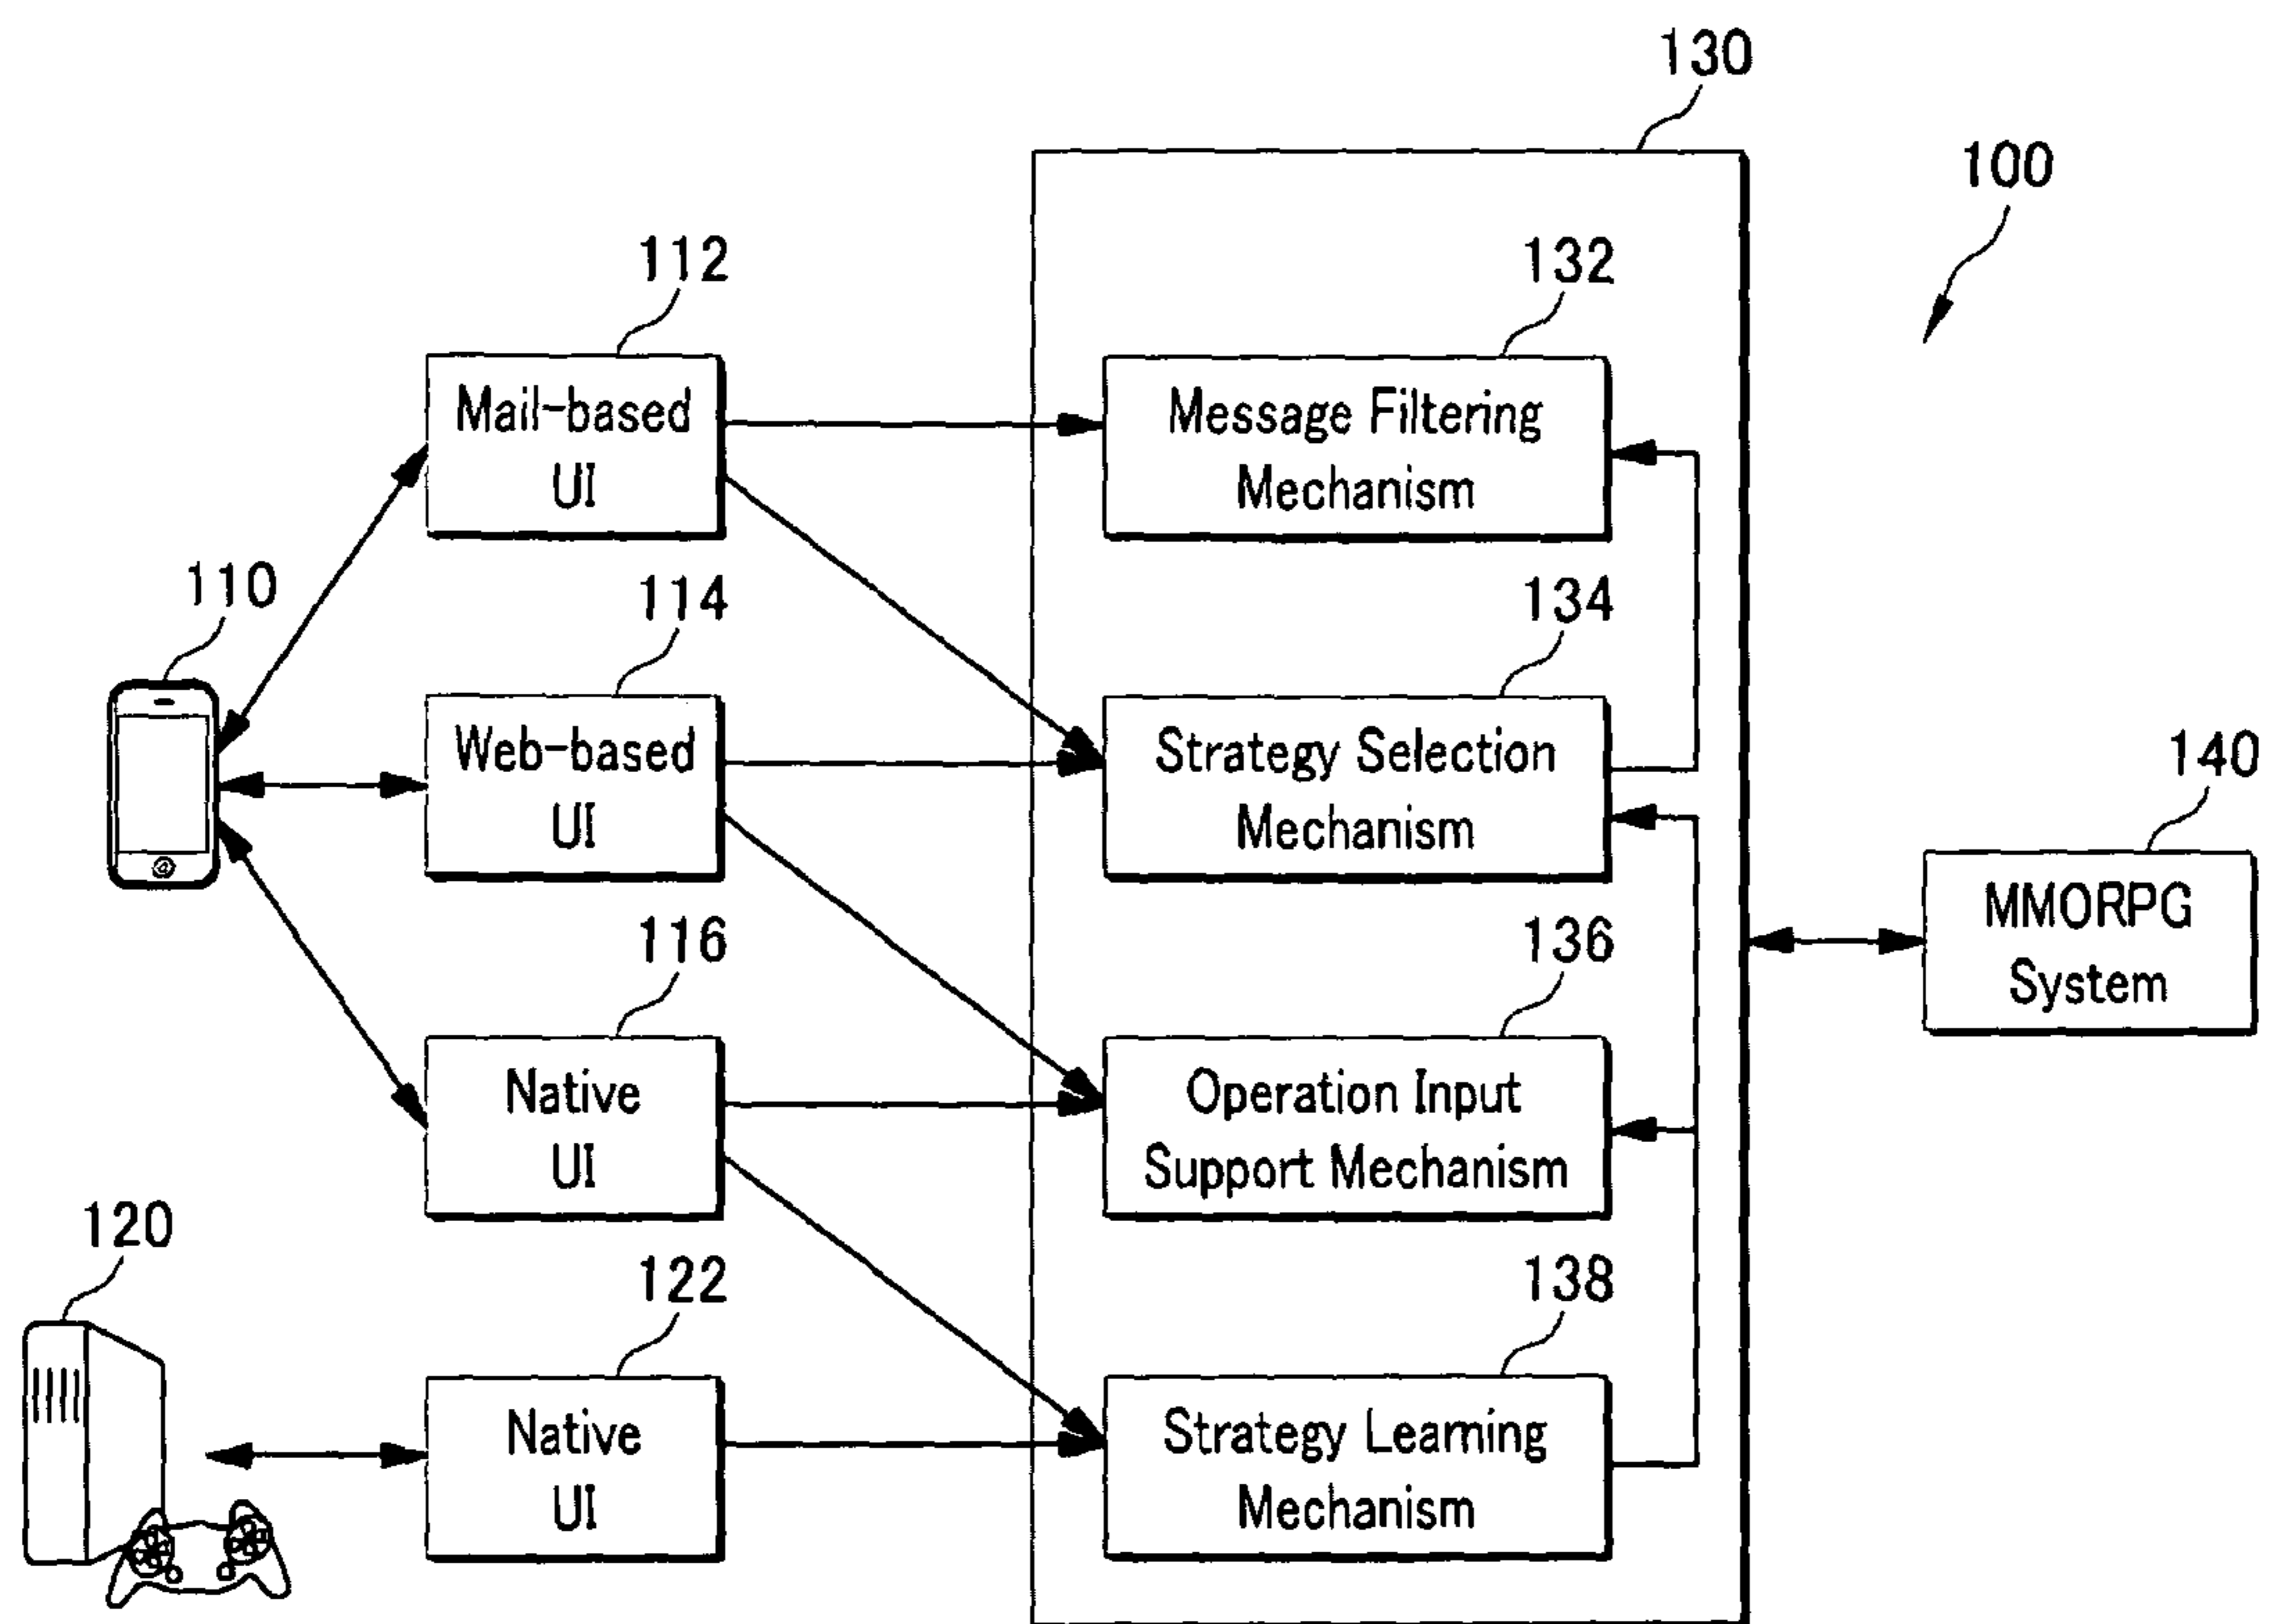 130
100
112
132
Mail-based
UI
Message Filtering
Mechanism
110
114
134
Web-based
UI
Strategy Selection
Mechanism
140
MMORPG
System
116
136
Native
UI
Operation Input
Support Mechanism
120
122
138
Native
UI
Strategy Learning
Mechanism